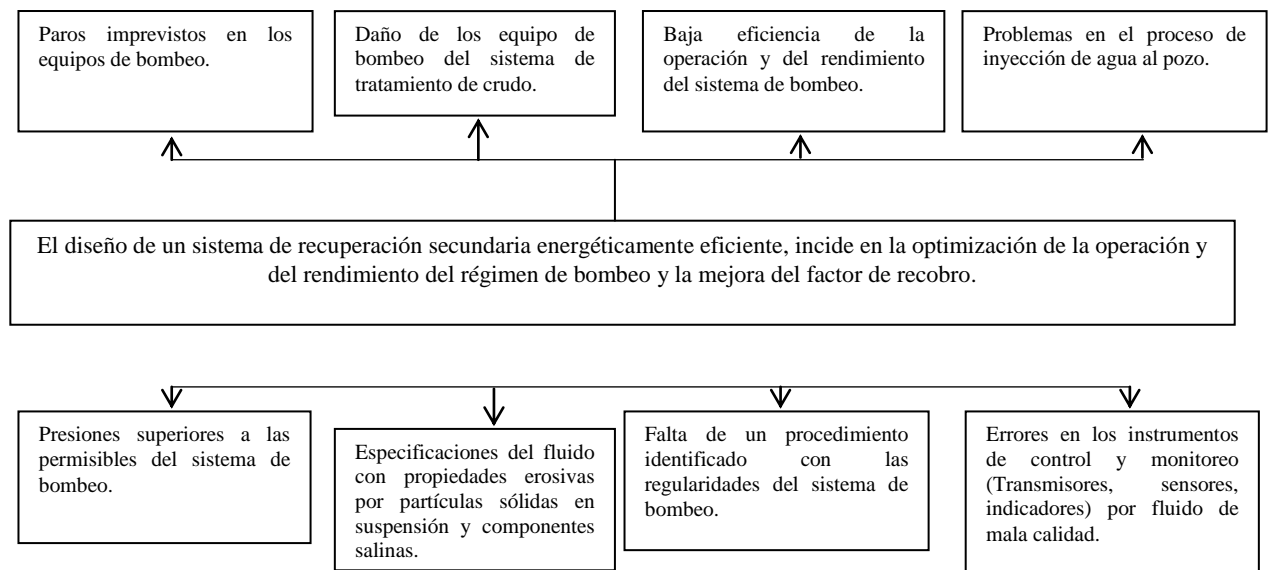 Paros imprevistos en los
equipos de bombeo.
Daño de los equipo de
bombeo del sistema de
tratamiento de crudo.
Baja eficiencia de la
operación y del rendimiento
del sistema de bombeo.
Problemas en el proceso de
inyección de agua al pozo.
El diseño de un sistema de recuperación secundaria energéticamente eficiente, incide en la optimización de la operación y
del rendimiento del régimen de bombeo y la mejora del factor de recobro.
Presiones superiores a las
permisibles del sistema de
bombeo.
Especificaciones del fluido
con propiedades erosivas
por partículas sólidas en
suspensión y componentes
salinas.
Falta de un procedimiento
identificado con las
regularidades del sistema de
bombeo.
Errores en los instrumentos
de control y monitoreo
(Transmisores, sensores,
indicadores) por fluido de
mala calidad.